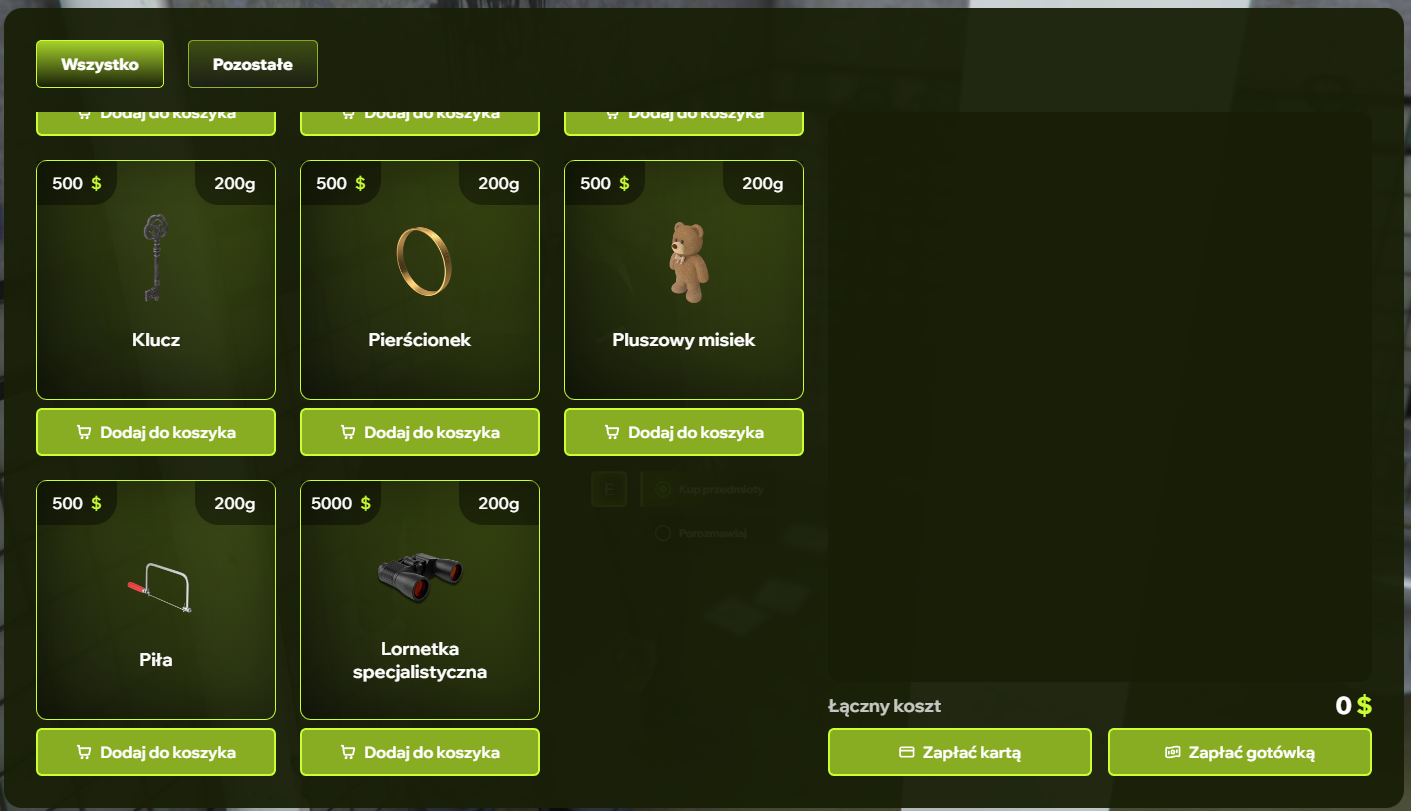 Wszystko
Pozostałe
Dodaj do koszyka
Dodaj do koszyka
Dodaj do koszyka
500 $
200g
Klucz
Dodaj do koszyka
500 $
200g
Pierścionek
Dodaj do koszyka
500 $
200g
Pluszowy misiek
Dodaj do koszyka
500 $
200g
Piła
Dodaj do koszyka
5000 $
200g
Lornetka
specjalistyczna
Dodaj do koszyka
E
Kup przedmioty
Porozmawiaj
Łączny koszt
0 $
Zapłać kartą
Zapłać gotówką